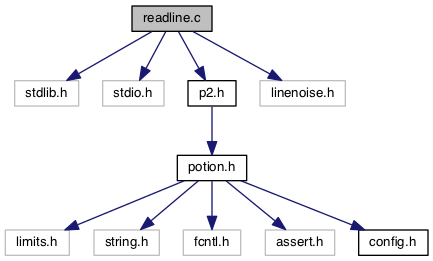 readline.c
stdlib.h
stdio.h
p2.h
linenoise.h
potion.h
limits.h
string.h
fcntl.h
assert.h
config.h